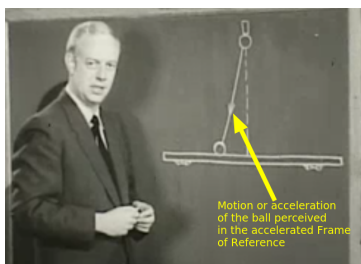 Motion or acceleration
of the ball perceived
in the accelerated Frame
of Reference